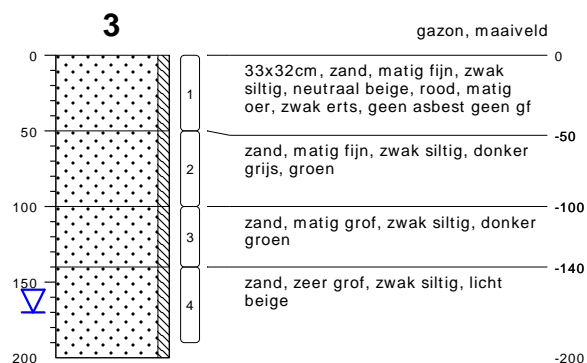 3
gazon, maaiveld
0
0
33x32cm, zand, matig fijn, zwak
siltig, neutraal beige, rood, matig
oer, zwak erts, geen asbest geen gf
1
50
-50
zand, matig fijn, zwak siltig, donker
grijs, groen
2
100
-100
zand, matig grof, zwak siltig, donker
groen
3
-140
150
zand, zeer grof, zwak siltig, licht
beige
4
200
-200